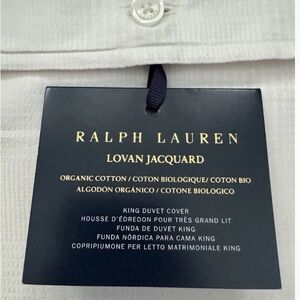 RALPH LAUREN
LOVAN JACQUARD
ORGANIC COTTON / COTON BIOLOGIQUE / COTON BIO
ALGODÓN ORGÁNICO / COTONE BIOLOGICO
KING DUVET COVER
HOUSSE D'ÉDREDON POUR TRÈS GRAND LIT
FUNDA DE DUVET KING
FUNDA NÓRDICA PARA CAMA KING
COPRIPIUMONE PER LETTO MATRIMONIALE KING